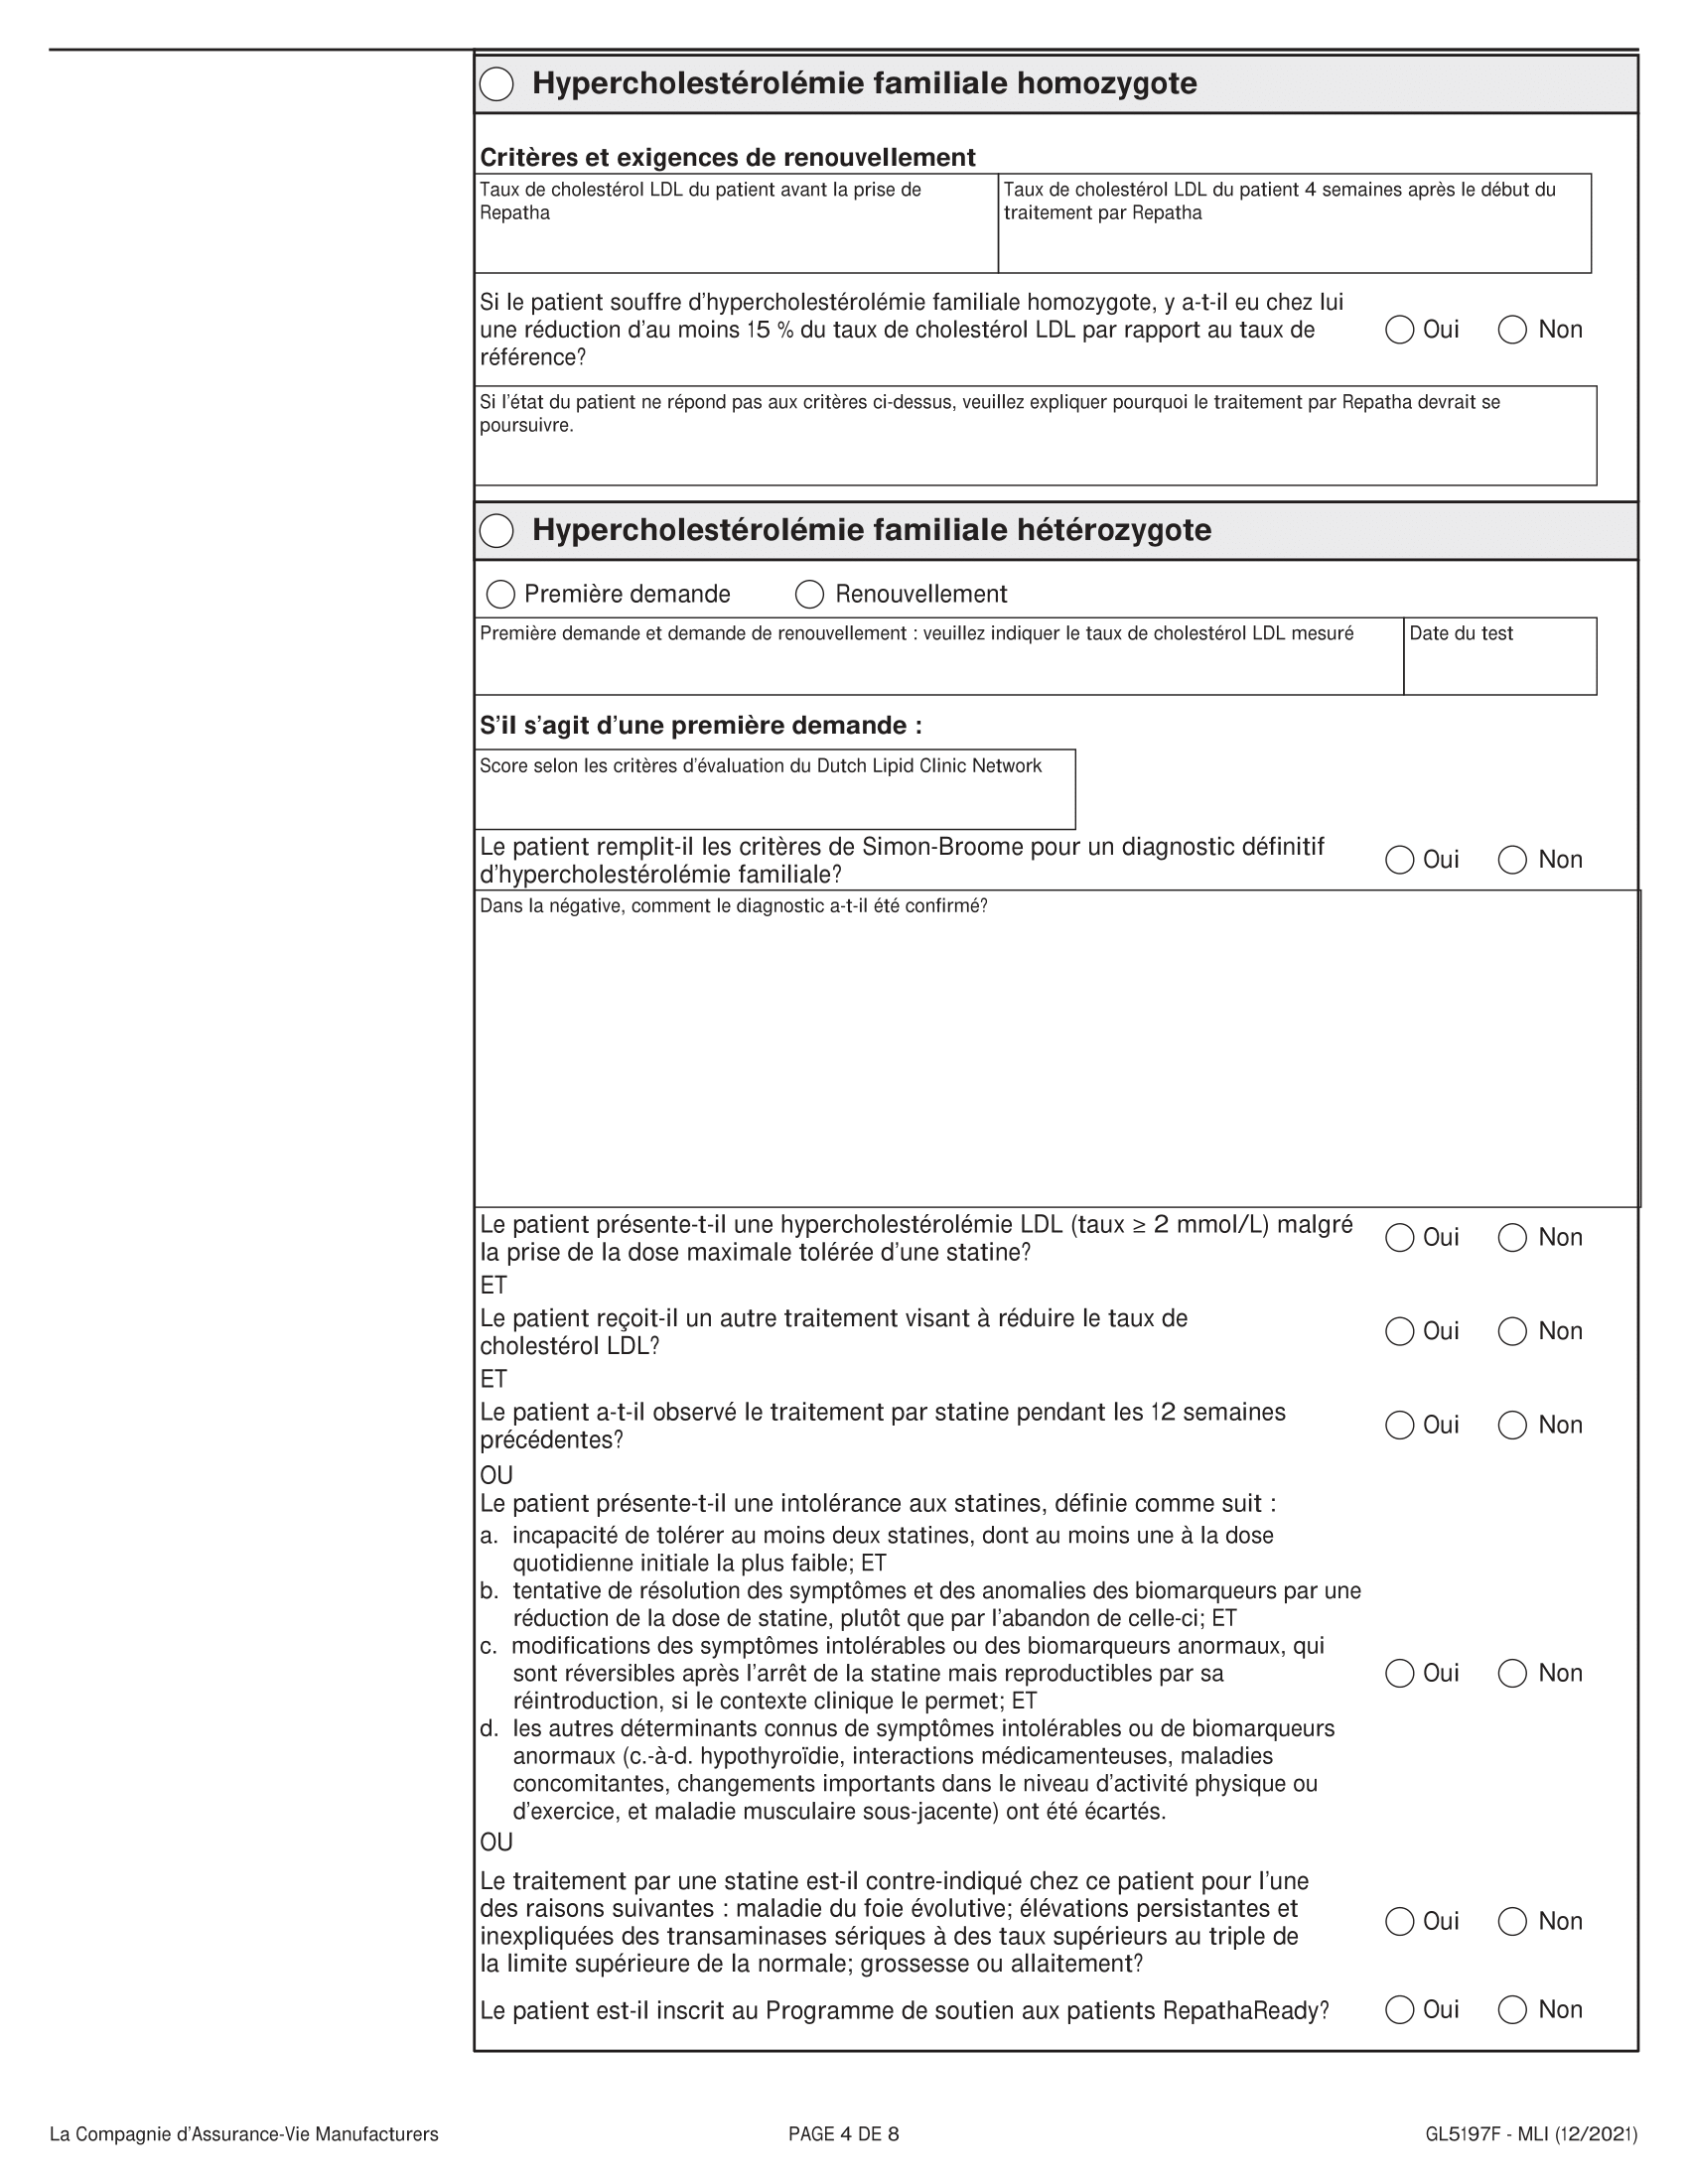 Hypercholestérolémie familiale homozygote
Critères et exigences de renouvellement
Taux de cholestérol LDL du patient avant la prise de
Repatha
Taux de cholestérol LDL du patient 4 semaines après le début du
traitement par Repatha
Si le patient souffre d'hypercholestérolémie familiale homozygote, y a-t-il eu chez lui
une réduction d'au moins 15 % du taux de cholestérol LDL par rapport au taux de
référence?
Oui Non
Si l'état du patient ne répond pas aux critères ci-dessus, veuillez expliquer pourquoi le traitement par Repatha devrait se
poursuivre.
Hypercholestérolémie familiale hétérozygote
Première demande Renouvellement
Première demande et demande de renouvellement : veuillez indiquer le taux de cholestérol LDL mesuré
Date du test
S'il s'agit d'une première demande :
Score selon les critères d'évaluation du Dutch Lipid Clinic Network
Le patient remplit-il les critères de Simon-Broome pour un diagnostic définitif
d'hypercholestérolémie familiale?
Oui Non
Dans la négative, comment le diagnostic a-t-il été confirmé?
Le patient présente-t-il une hypercholestérolémie LDL (taux ≥ 2 mmol/L) malgré
la prise de la dose maximale tolérée d'une statine?
Oui Non
ET
Le patient reçoit-il un autre traitement visant à réduire le taux de
cholestérol LDL?
Oui Non
ET
Le patient a-t-il observé le traitement par statine pendant les 12 semaines
précédentes?
Oui Non
OU
Le patient présente-t-il une intolérance aux statines, définie comme suit :
a. incapacité de tolérer au moins deux statines, dont au moins une à la dose
quotidienne initiale la plus faible; ET
b. tentative de résolution des symptômes et des anomalies des biomarqueurs par une
réduction de la dose de statine, plutôt que par l'abandon de celle-ci; ET
c. modifications des symptômes intolérables ou des biomarqueurs anormaux, qui
sont réversibles après l'arrêt de la statine mais reproductibles par sa
réintroduction, si le contexte clinique le permet; ET
d. les autres déterminants connus de symptômes intolérables ou de biomarqueurs
anormaux (c.-à-d. hypothyroïdie, interactions médicamenteuses, maladies
concomitantes, changements importants dans le niveau d'activité physique ou
d'exercice, et maladie musculaire sous-jacente) ont été écartés.
Oui Non
OU
Le traitement par une statine est-il contre-indiqué chez ce patient pour l'une
des raisons suivantes : maladie du foie évolutive; élévations persistantes et
inexpliquées des transaminases sériques à des taux supérieurs au triple de
la limite supérieure de la normale; grossesse ou allaitement?
Oui Non
Le patient est-il inscrit au Programme de soutien aux patients RepathaReady?
Oui Non
La Compagnie d'Assurance-Vie Manufacturers
PAGE 4 DE 8
GL5197F - MLI (12/2021)